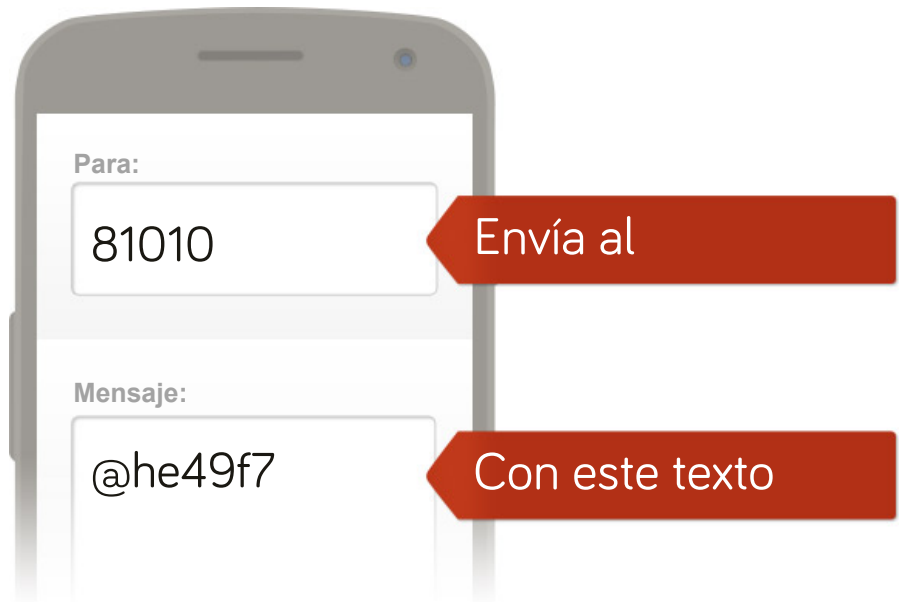 Para:
81010
Envía al
Mensaje:
@he49f7
Con este texto